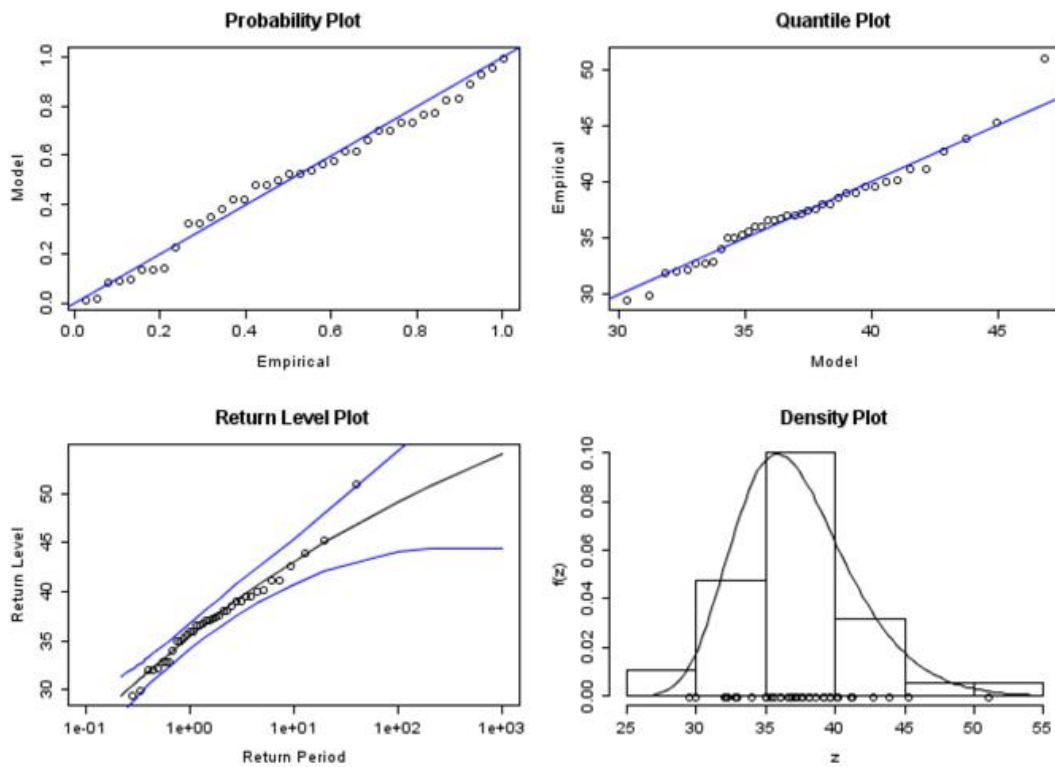 Probability Plot
1.0
0.8
0.6
0.4
0.2
0.0
Model
0.0 0.2 0.4 0.6 0.8 1.0
Empirical
Quantile Plot
50
45
40
35
30
Empirical
30 35 40 45
Model
Return Level Plot
50
45
40
35
30
Return Level
1e-01 1e+00 1e+01 1e+02 1e+03
Return Period
Density Plot
0.10
0.08
0.06
0.04
0.02
0.00
f(z)
25 30 35 40 45 50 55
z